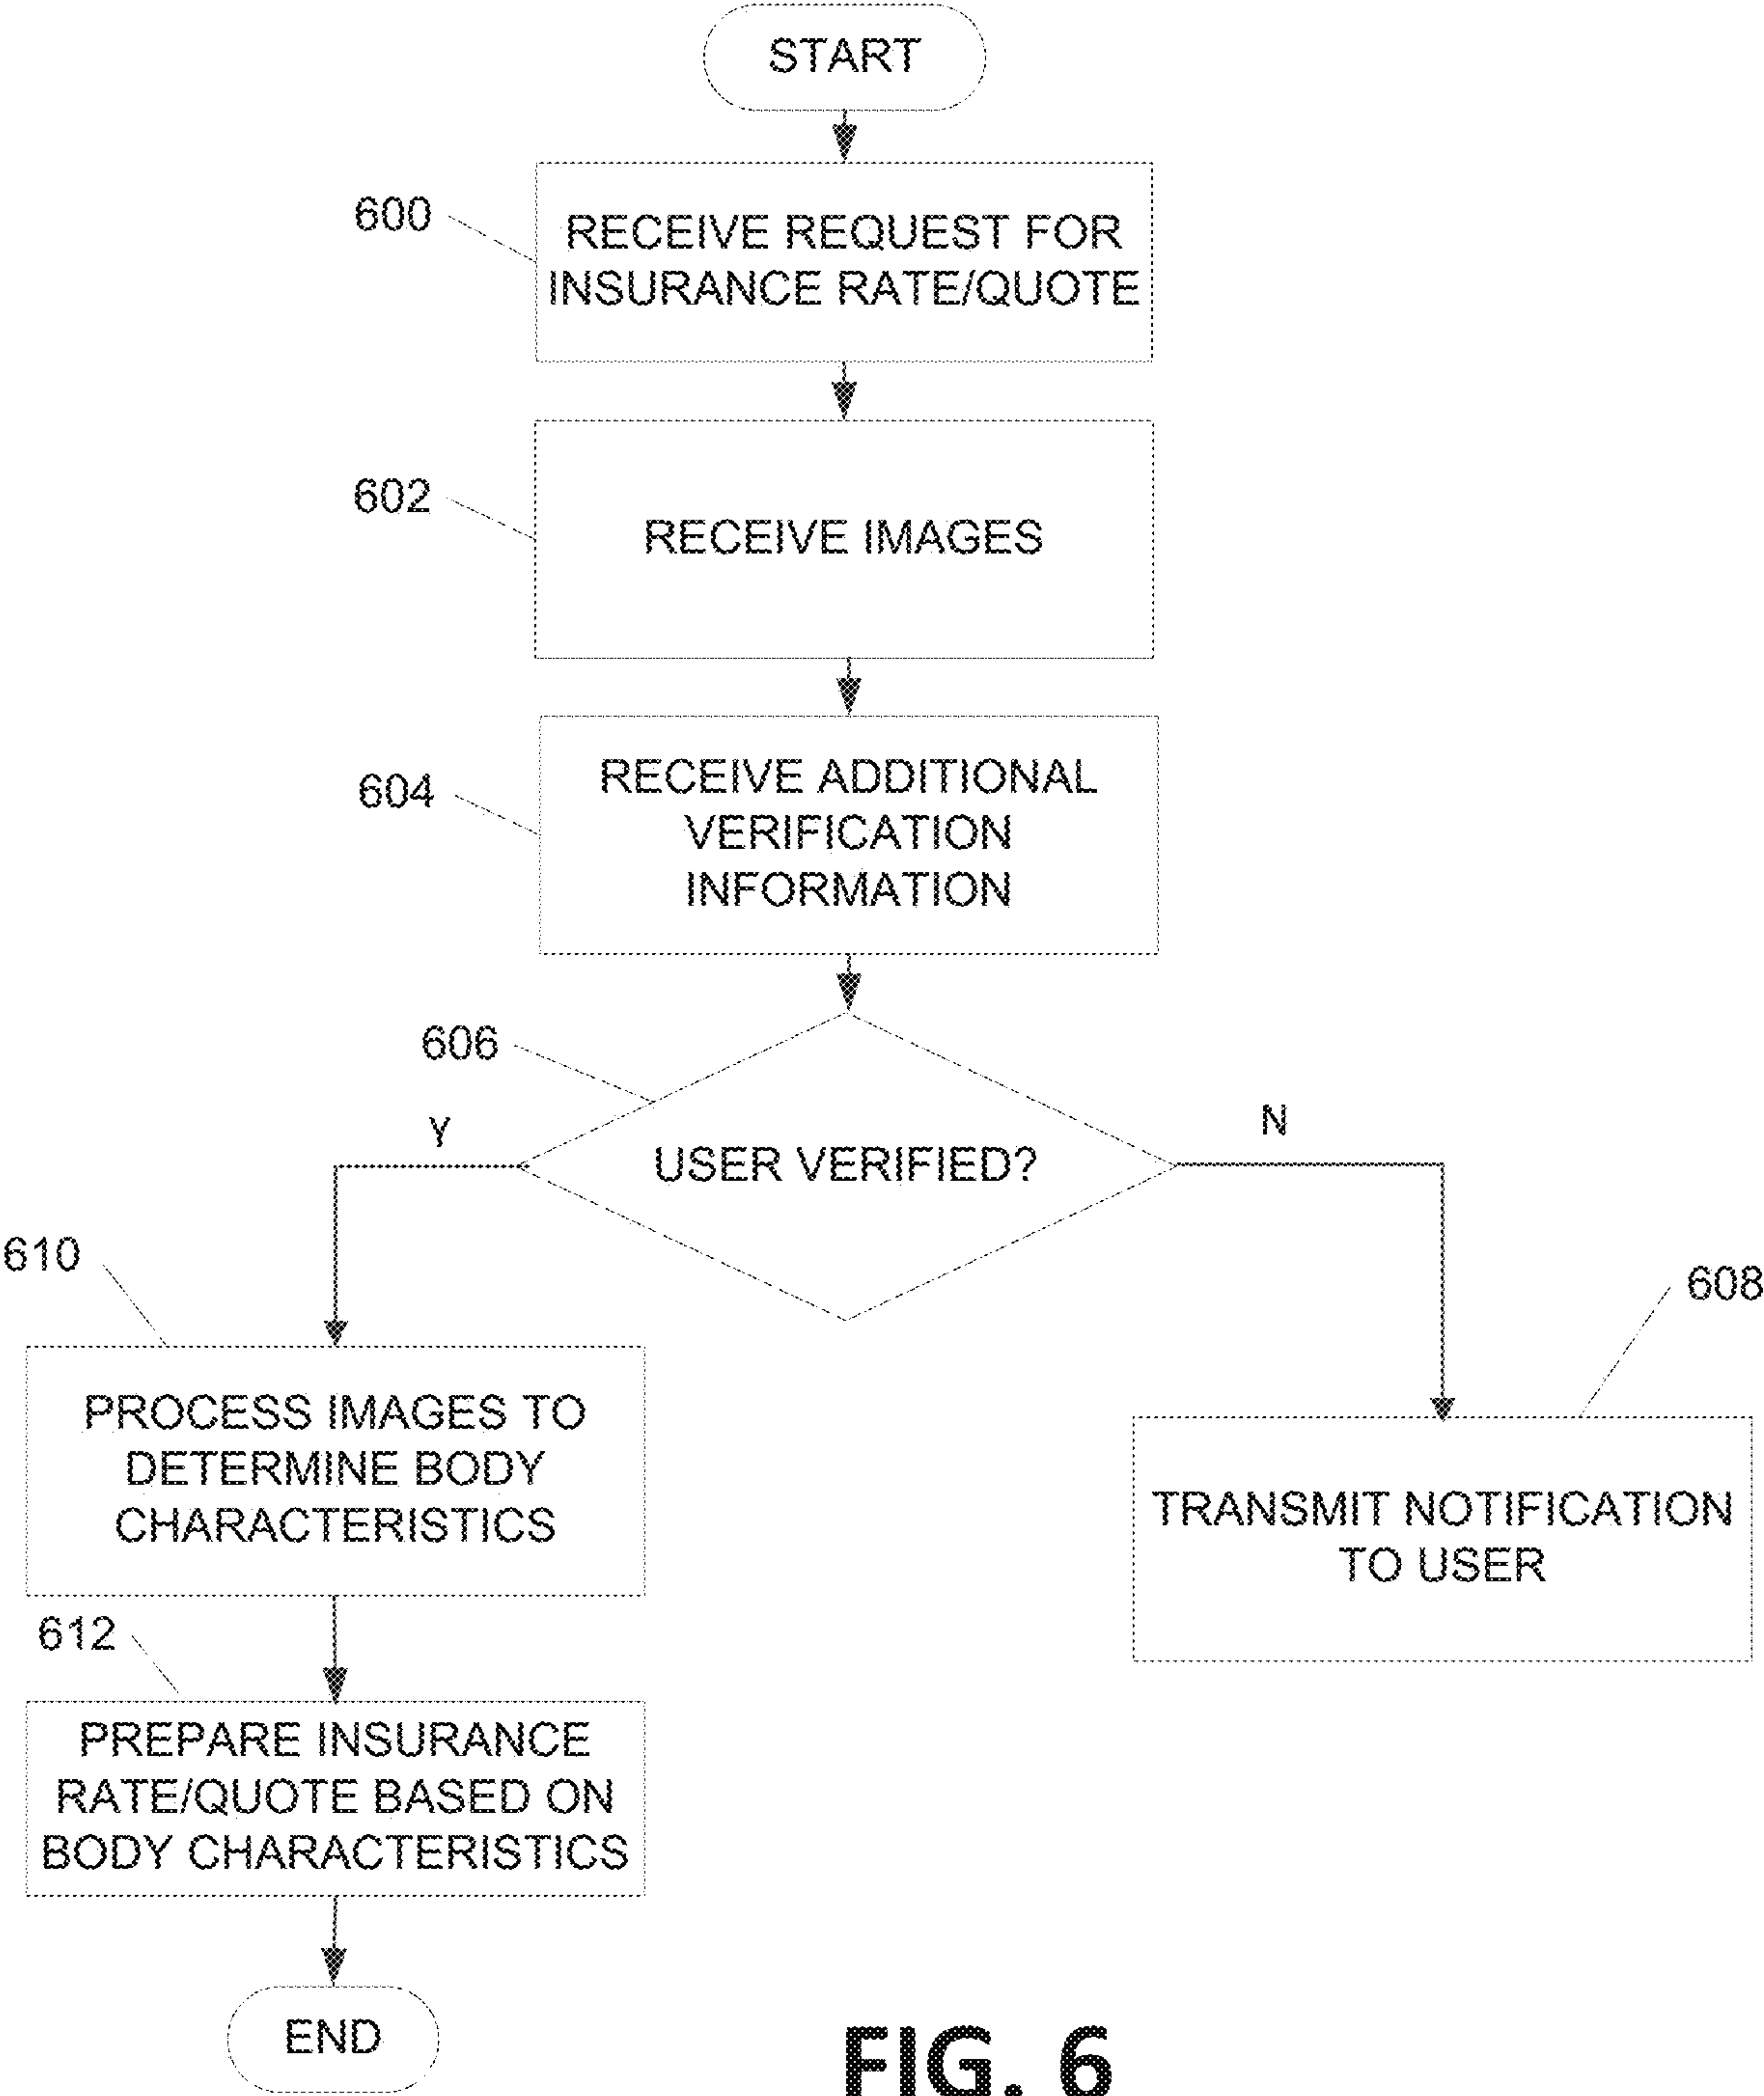 START
600
RECEIVE REQUEST FOR
INSURANCE RATE/QUOTE
602
RECEIVE IMAGES
604
RECEIVE ADDITIONAL
VERIFICATION
INFORMATION
606
Y
N
USER VERIFIED?
610
608
PROCESS IMAGES TO
DETERMINE BODY
CHARACTERISTICS
TRANSMIT NOTIFICATION
TO USER
612
PREPARE INSURANCE
RATE/QUOTE BASED ON
BODY CHARACTERISTICS
END
FIG. 6